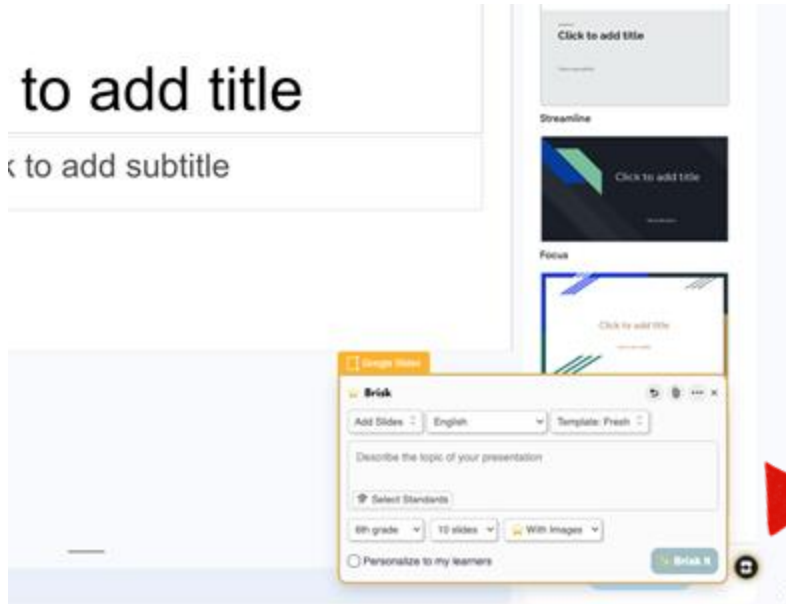 to add title
to add subtitle
Click to add title
Streamline
Click to add title
Focus
Click to add title
Google Slides
Brisk
Add Slides
English
Template: Fresh
Describe the topic of your presentation
Select Standards
6th grade
10 slides
With Images
Personalize to my learners
Brisk It